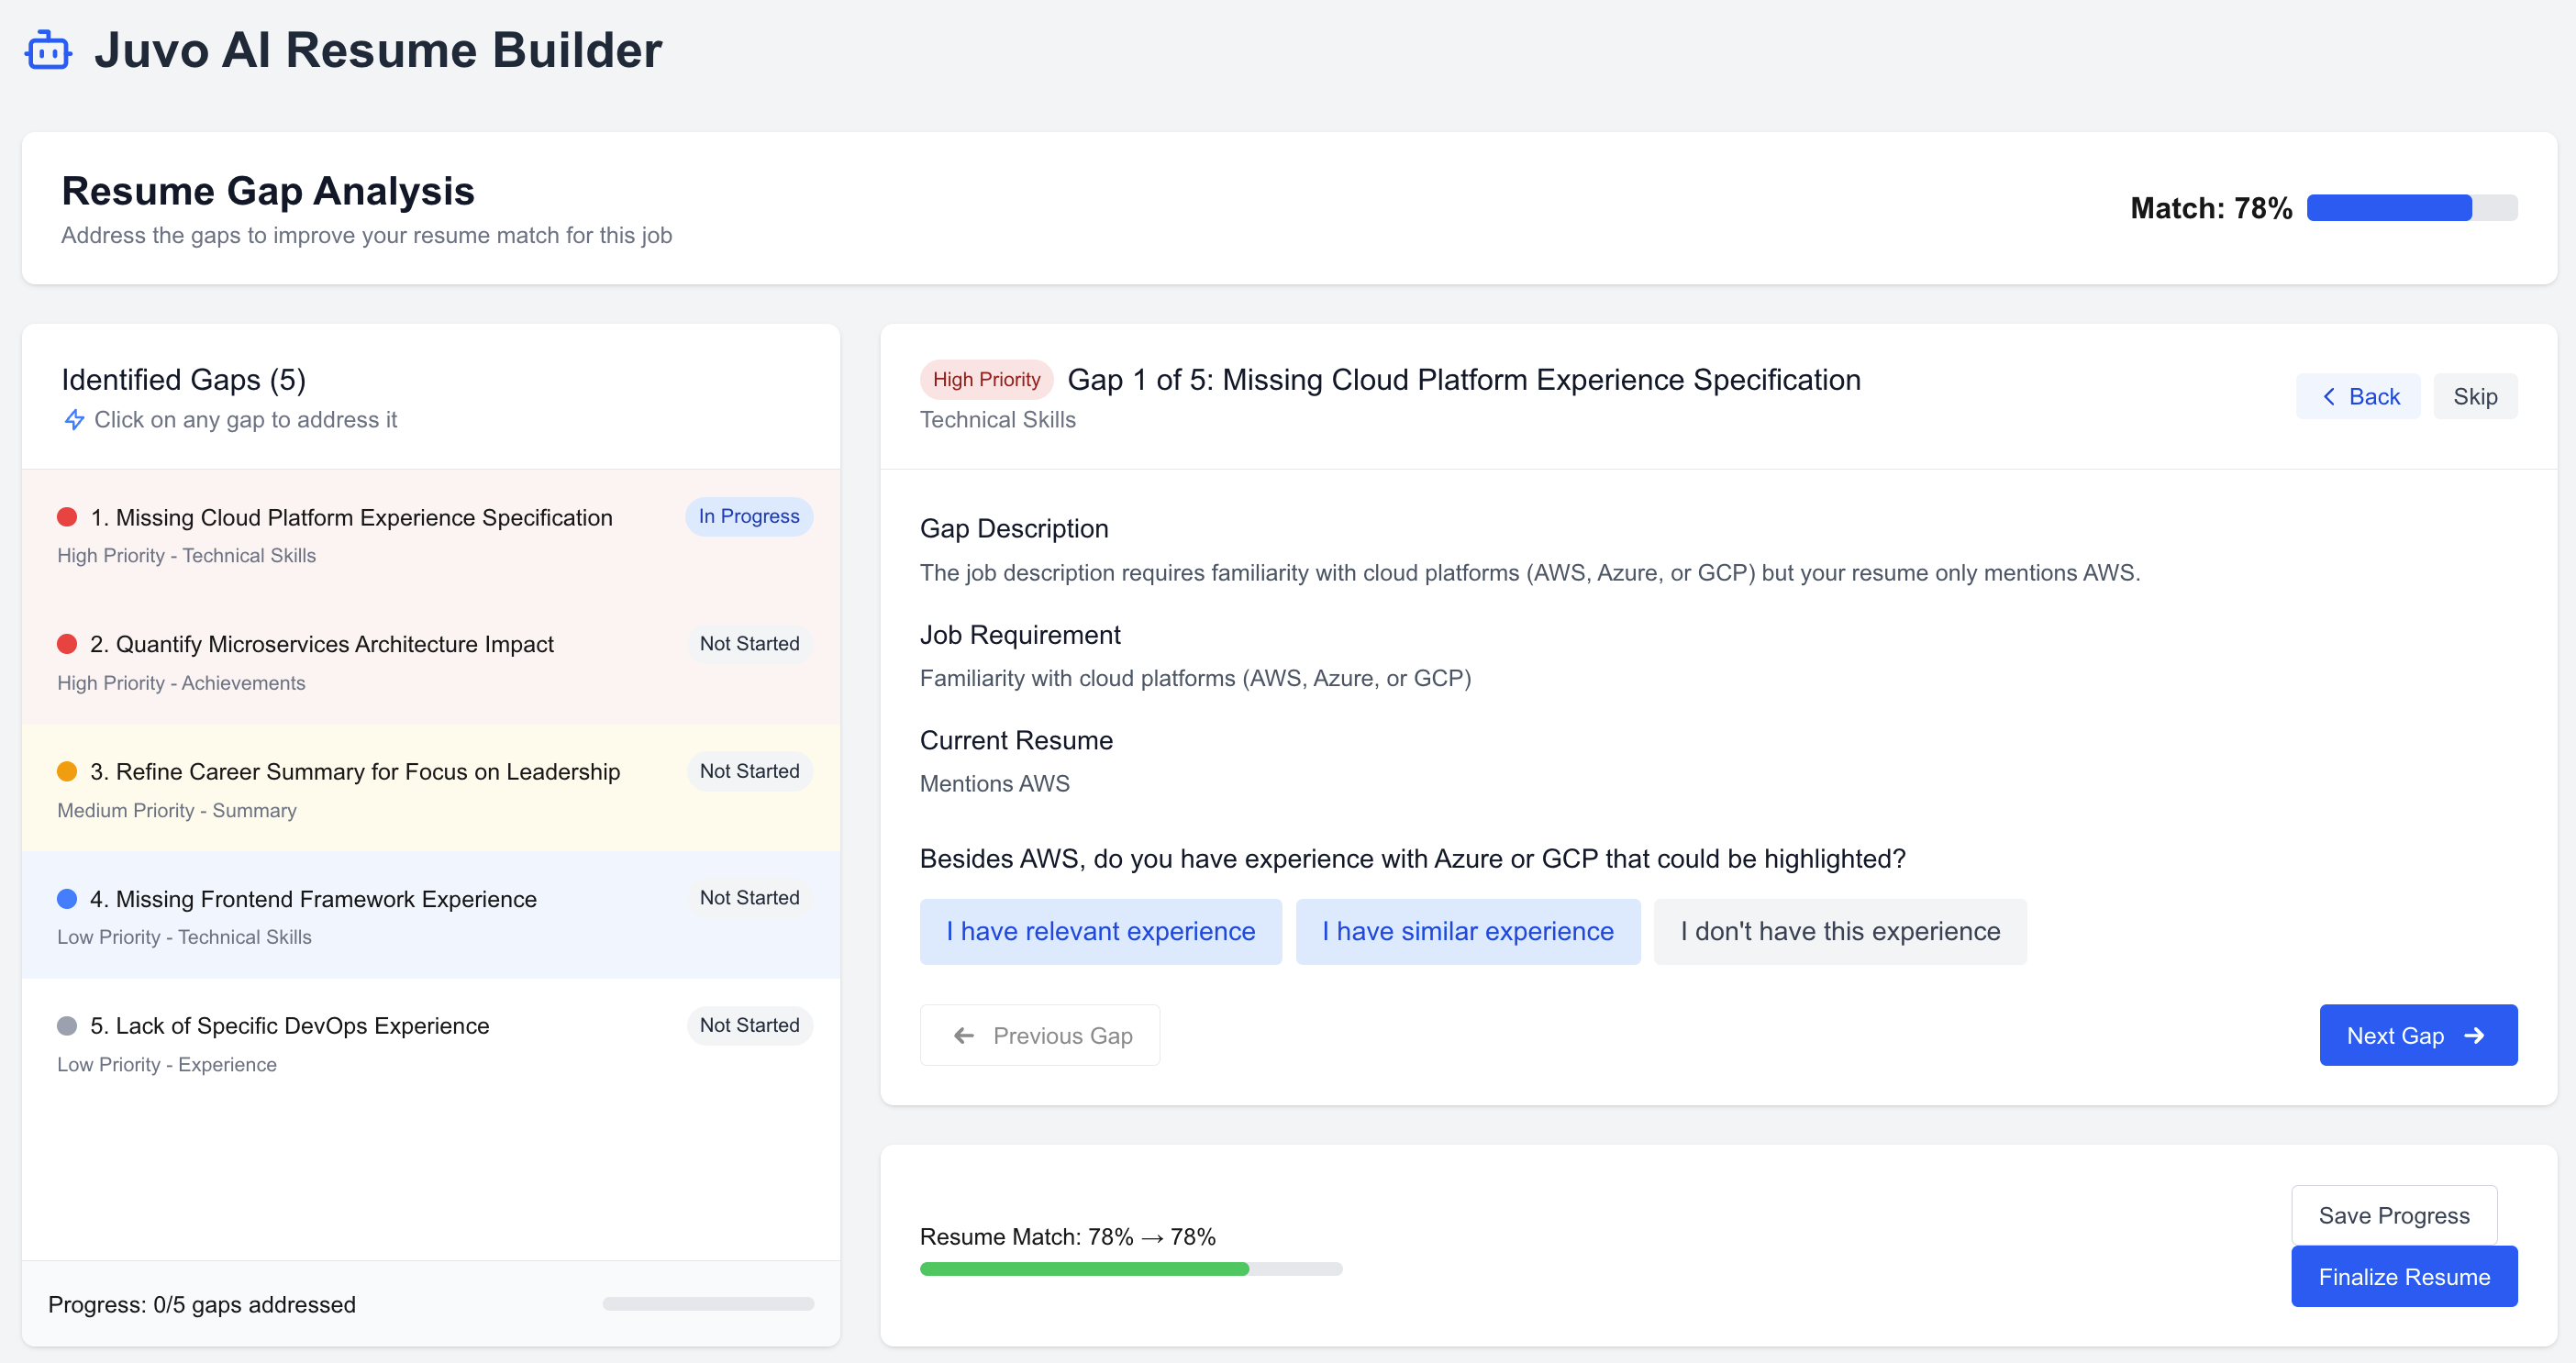 Juvo AI Resume Builder
Resume Gap Analysis
Address the gaps to improve your resume match for this job
Match: 78%
Identified Gaps (5)
Click on any gap to address it
1. Missing Cloud Platform Experience Specification
In Progress
High Priority - Technical Skills
2. Quantify Microservices Architecture Impact
Not Started
High Priority - Achievements
3. Refine Career Summary for Focus on Leadership
Not Started
Medium Priority - Summary
4. Missing Frontend Framework Experience
Not Started
Low Priority - Technical Skills
5. Lack of Specific DevOps Experience
Not Started
Low Priority - Experience
Progress: 0/5 gaps addressed
High Priority
Gap 1 of 5: Missing Cloud Platform Experience Specification
Technical Skills
Back
Skip
Gap Description
The job description requires familiarity with cloud platforms (AWS, Azure, or GCP) but your resume only mentions AWS.
Job Requirement
Familiarity with cloud platforms (AWS, Azure, or GCP)
Current Resume
Mentions AWS
Besides AWS, do you have experience with Azure or GCP that could be highlighted?
I have relevant experience
I have similar experience
I don't have this experience
Previous Gap
Next Gap
Resume Match: 78% → 78%
Save Progress
Finalize Resume